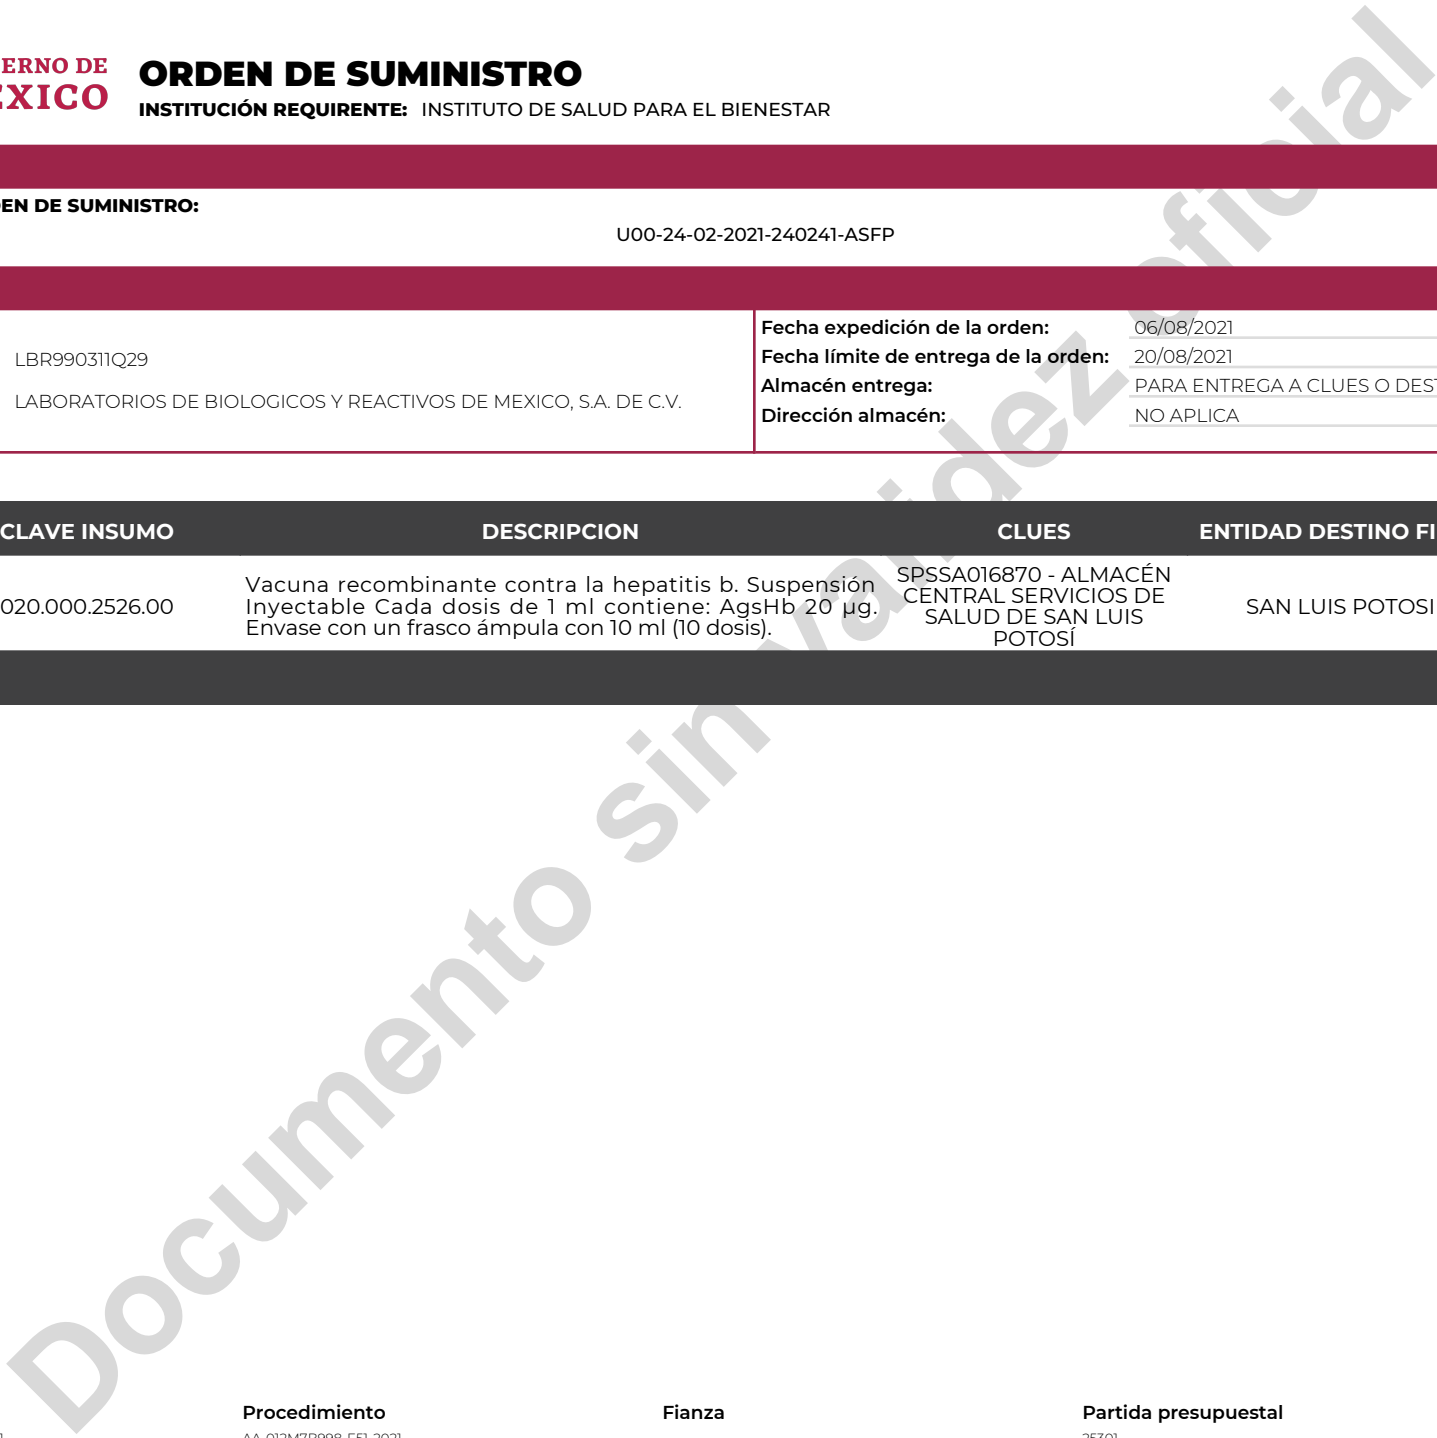 ERNO DE
ORDEN DE SUMINISTRO
INSTITUCIÓN REQUIRENTE: INSTITUTO DE SALUD PARA EL BIENESTAR
EN DE SUMINISTRO:
U00-24-02-2021-240241-ASFP
LBR990311Q29
LABORATORIOS DE BIOLOGICOS Y REACTIVOS DE MEXICO, S.A. DE C.V.
Fecha expedición de la orden: 06/08/2021
Fecha límite de entrega de la orden: 20/08/2021
Almacén entrega: PARA ENTREGA A CLUES O DEST
Dirección almacén: NO APLICA
CLAVE INSUMO DESCRIPCION CLUES ENTIDAD DESTINO FI
020.000.2526.00
Vacuna recombinante contra la hepatitis b. Suspensión
Inyectable Cada dosis de 1 ml contiene: AgsHb 20 µg.
Envase con un frasco ámpula con 10 ml (10 dosis).
SPSSA016870 - ALMACÉN
CENTRAL SERVICIOS DE
SALUD DE SAN LUIS
POTOSÍ
SAN LUIS POTOSI
Documento sin validez oficial
Procedimiento Fianza Partida presupuestal